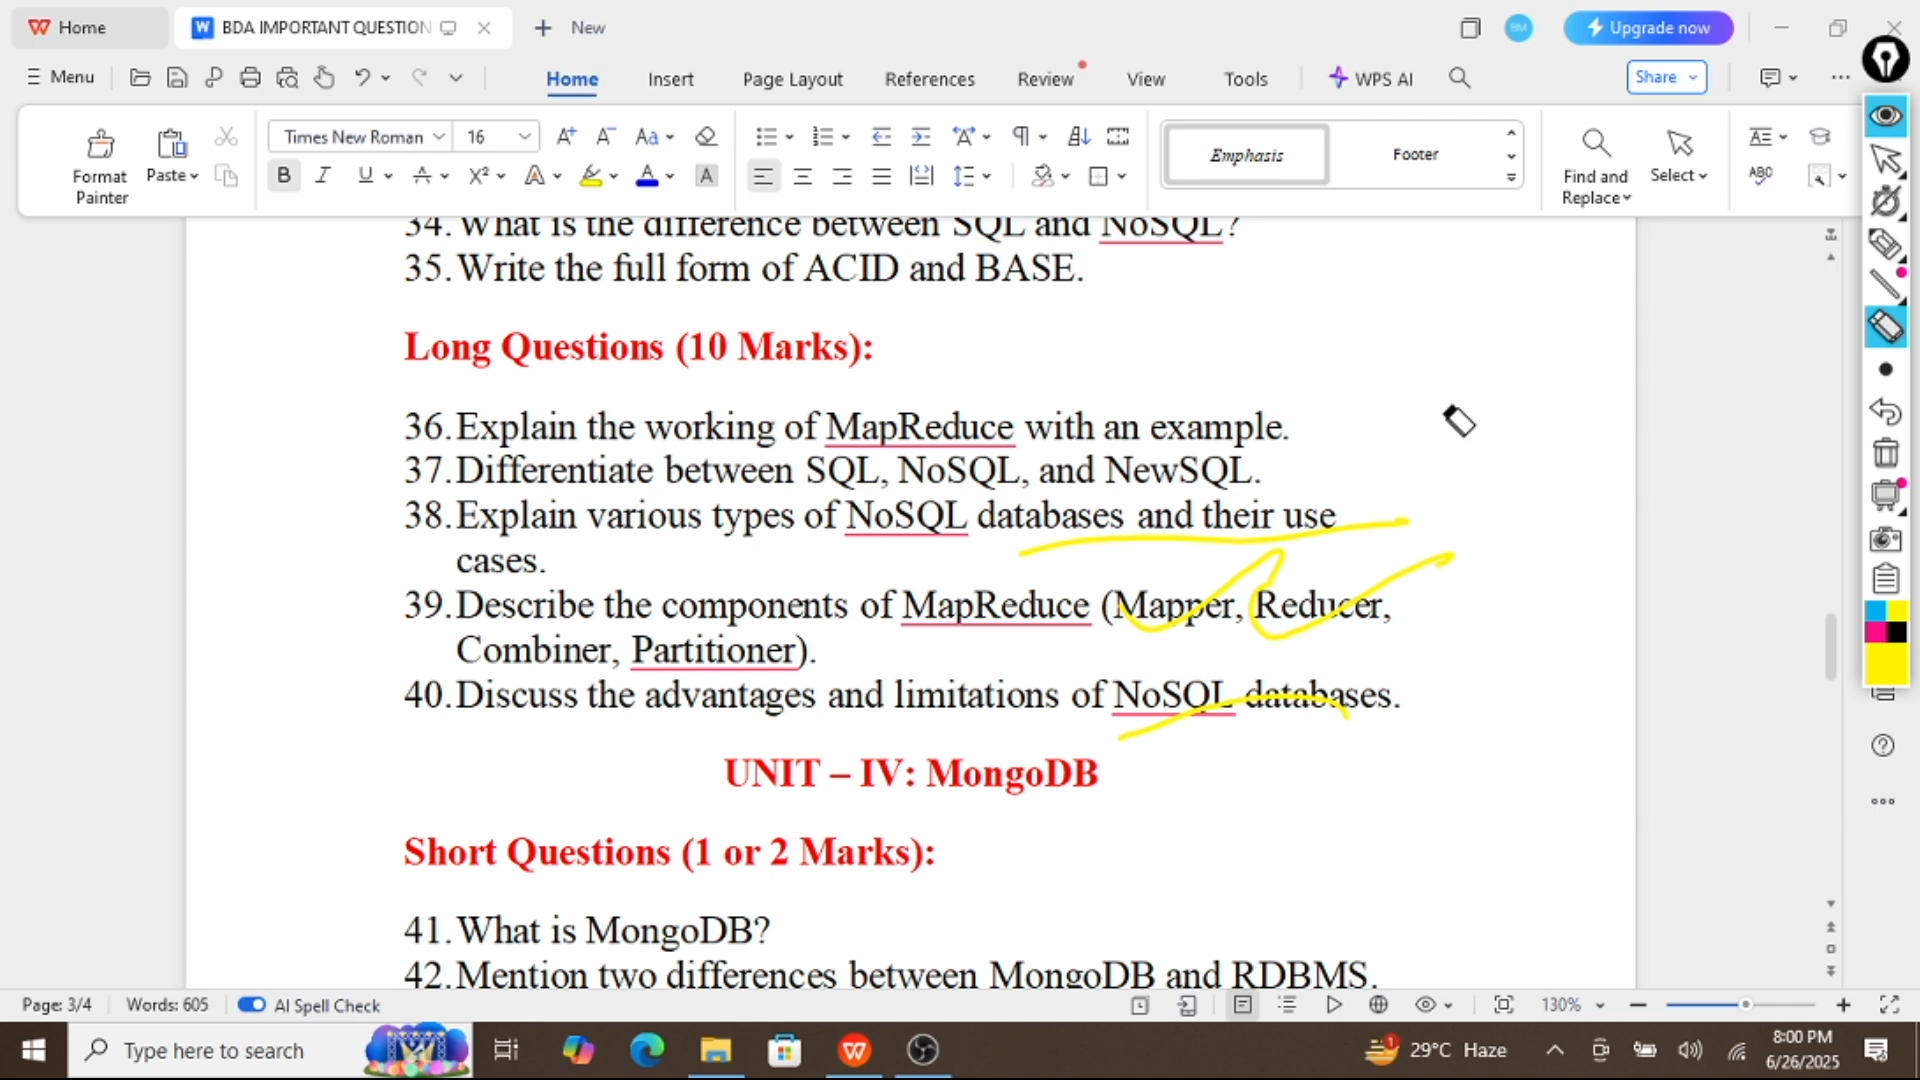 Home
BDA IMPORTANT QUESTION
New
BM
Upgrade now
Menu
Home
Insert
Page Layout
References
Review
View
Tools
WPS AI
Share
Format Painter
Paste
Times New Roman
16
Emphasis
Footer
Find and Replace
Select
34. What is the difference between SQL and NoSQL?
35. Write the full form of ACID and BASE.
Long Questions (10 Marks):
36. Explain the working of MapReduce with an example.
37. Differentiate between SQL, NoSQL, and NewSQL.
38. Explain various types of NoSQL databases and their use
cases.
39. Describe the components of MapReduce (Mapper, Reducer,
Combiner, Partitioner).
40. Discuss the advantages and limitations of NoSQL databases.
UNIT – IV: MongoDB
Short Questions (1 or 2 Marks):
41. What is MongoDB?
42. Mention two differences between MongoDB and RDBMS.
Page: 3/4
Words: 605
AI Spell Check
130%
Type here to search
1
29°C Haze
8:00 PM
6/26/2025